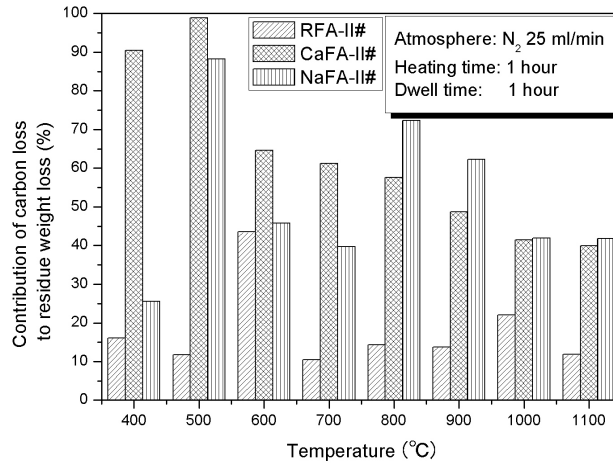 100
90
80
70
60
50
40
30
20
10
0
Contribution of carbon loss
to residue weight loss (%)
RFA-II#
CaFA-II#
NaFA-II#
Atmosphere: N₂ 25 ml/min
Heating time: 1 hour
Dwell time: 1 hour
400 500 600 700 800 900 1000 1100
Temperature (℃)